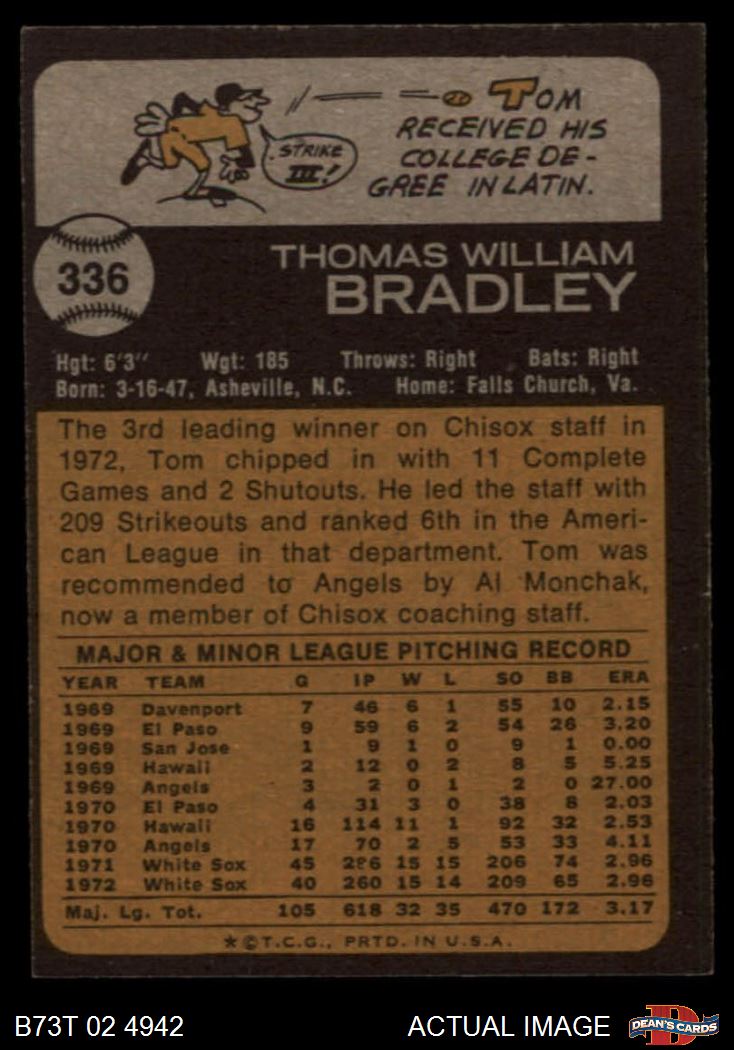 TOM
RECEIVED HIS
COLLEGE DE-
GREE IN LATIN.
STRIKE
III!
336
THOMAS WILLIAM
BRADLEY
Hgt: 6'3" Wgt: 185 Throws: Right Bats: Right
Born: 3-16-47, Asheville, N.C. Home: Falls Church, Va.
The 3rd leading winner on Chisox staff in
1972, Tom chipped in with 11 Complete
Games and 2 Shutouts. He led the staff with
209 Strikeouts and ranked 6th in the Ameri-
can League in that department. Tom was
recommended to Angels by Al Monchak,
now a member of Chisox coaching staff.
MAJOR & MINOR LEAGUE PITCHING RECORD
YEAR TEAM G IP W L SO BB ERA
1969 Davenport 7 46 6 1 55 10 2.15
1969 El Paso 9 59 6 2 54 26 3.20
1969 San Jose 1 9 1 0 9 1 0.00
1969 Hawaii 2 12 0 2 8 5 5.25
1969 Angels 3 2 0 1 2 0 27.00
1970 El Paso 4 31 3 0 38 8 2.03
1970 Hawaii 16 114 11 1 92 32 2.53
1970 Angels 17 70 2 5 53 33 4.11
1971 White Sox 45 286 15 15 206 74 2.96
1972 White Sox 40 260 15 14 209 65 2.98
Maj. Lg. Tot. 105 618 32 35 470 172 3.17
★©T.C.G., PRTD. IN U.S.A.
B73T 02 4942 ACTUAL IMAGE
D
DEAN'S CARDS